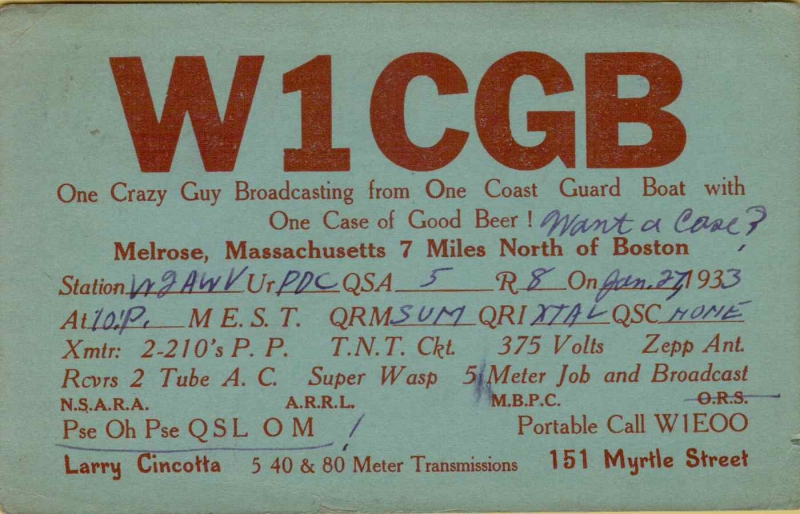 W1CGB
One Crazy Guy Broadcasting from One Coast Guard Boat with
One Case of Good Beer! Want a Case?!
Melrose, Massachusetts 7 Miles North of Boston
Station W2AWV Ur PDC QSA 5 R 8 On Jan. 27, 1933
At 10:P. M E. S. T. QRM SUM QRI XTAL QSC NONE
Xmtr: 2-210's P. P. T.N.T. Ckt. 375 Volts Zepp Ant.
Rcvrs 2 Tube A. C. Super Wasp 5 Meter Job and Broadcast
N.S.A.R.A. A.R.R.L. M.B.P.C. O.R.S.
Pse Oh Pse QSL O M ! Portable Call W1EOO
Larry Cincotta 5 40 & 80 Meter Transmissions 151 Myrtle Street